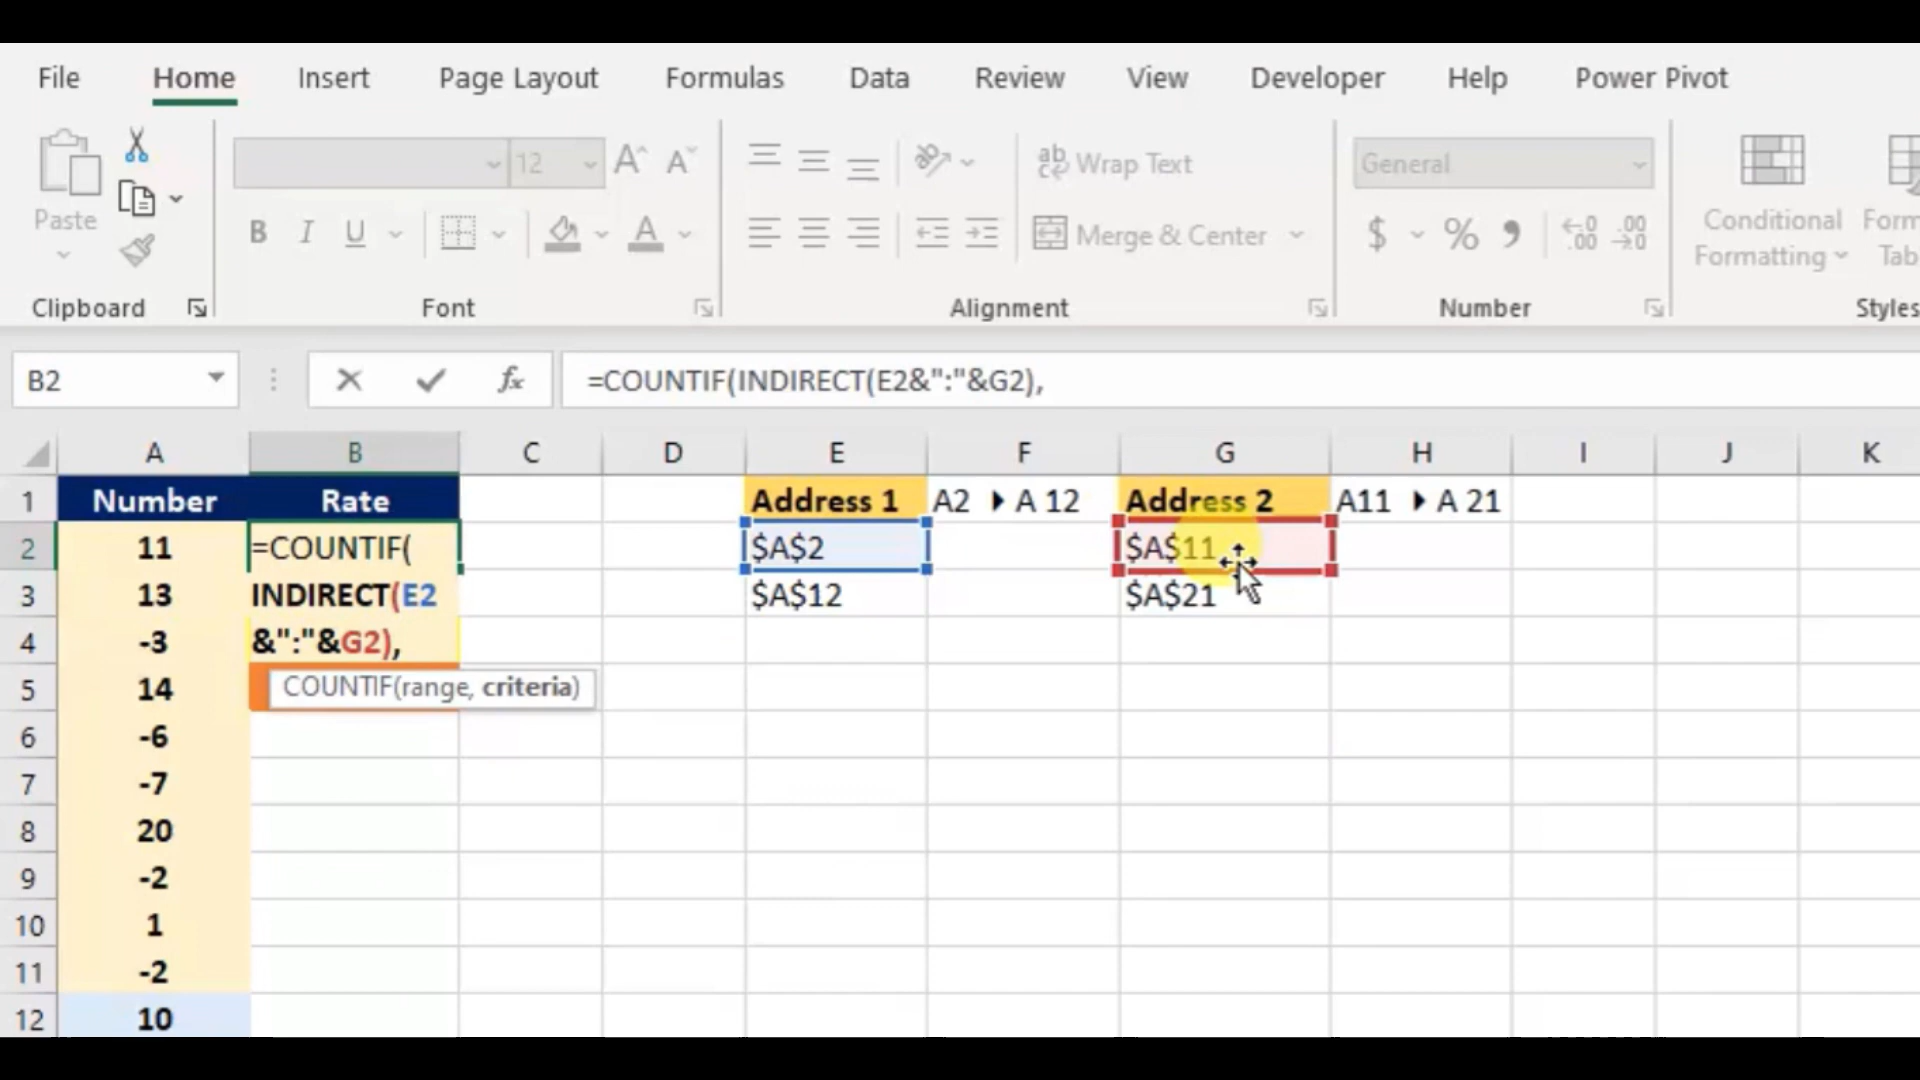 File Home Insert Page Layout Formulas Data Review View Developer Help Power Pivot
Paste
12
Wrap Text
General
B I U
Merge & Center
$ % ,
Conditional
Formatting
Form
Tab
Clipboard Font Alignment Number Styles
B2 fx =COUNTIF(INDIRECT(E2&":"&G2),
A B C D E F G H I J K
1 Number Rate Address 1 A2 ▶ A 12 Address 2 A11 ▶ A 21
2 11 =COUNTIF( $A$2 $A$11
3 13 INDIRECT(E2 $A$12 $A$21
4 -3 &":"&G2),
5 14 COUNTIF(range, criteria)
6 -6
7 -7
8 20
9 -2
10 1
11 -2
12 10